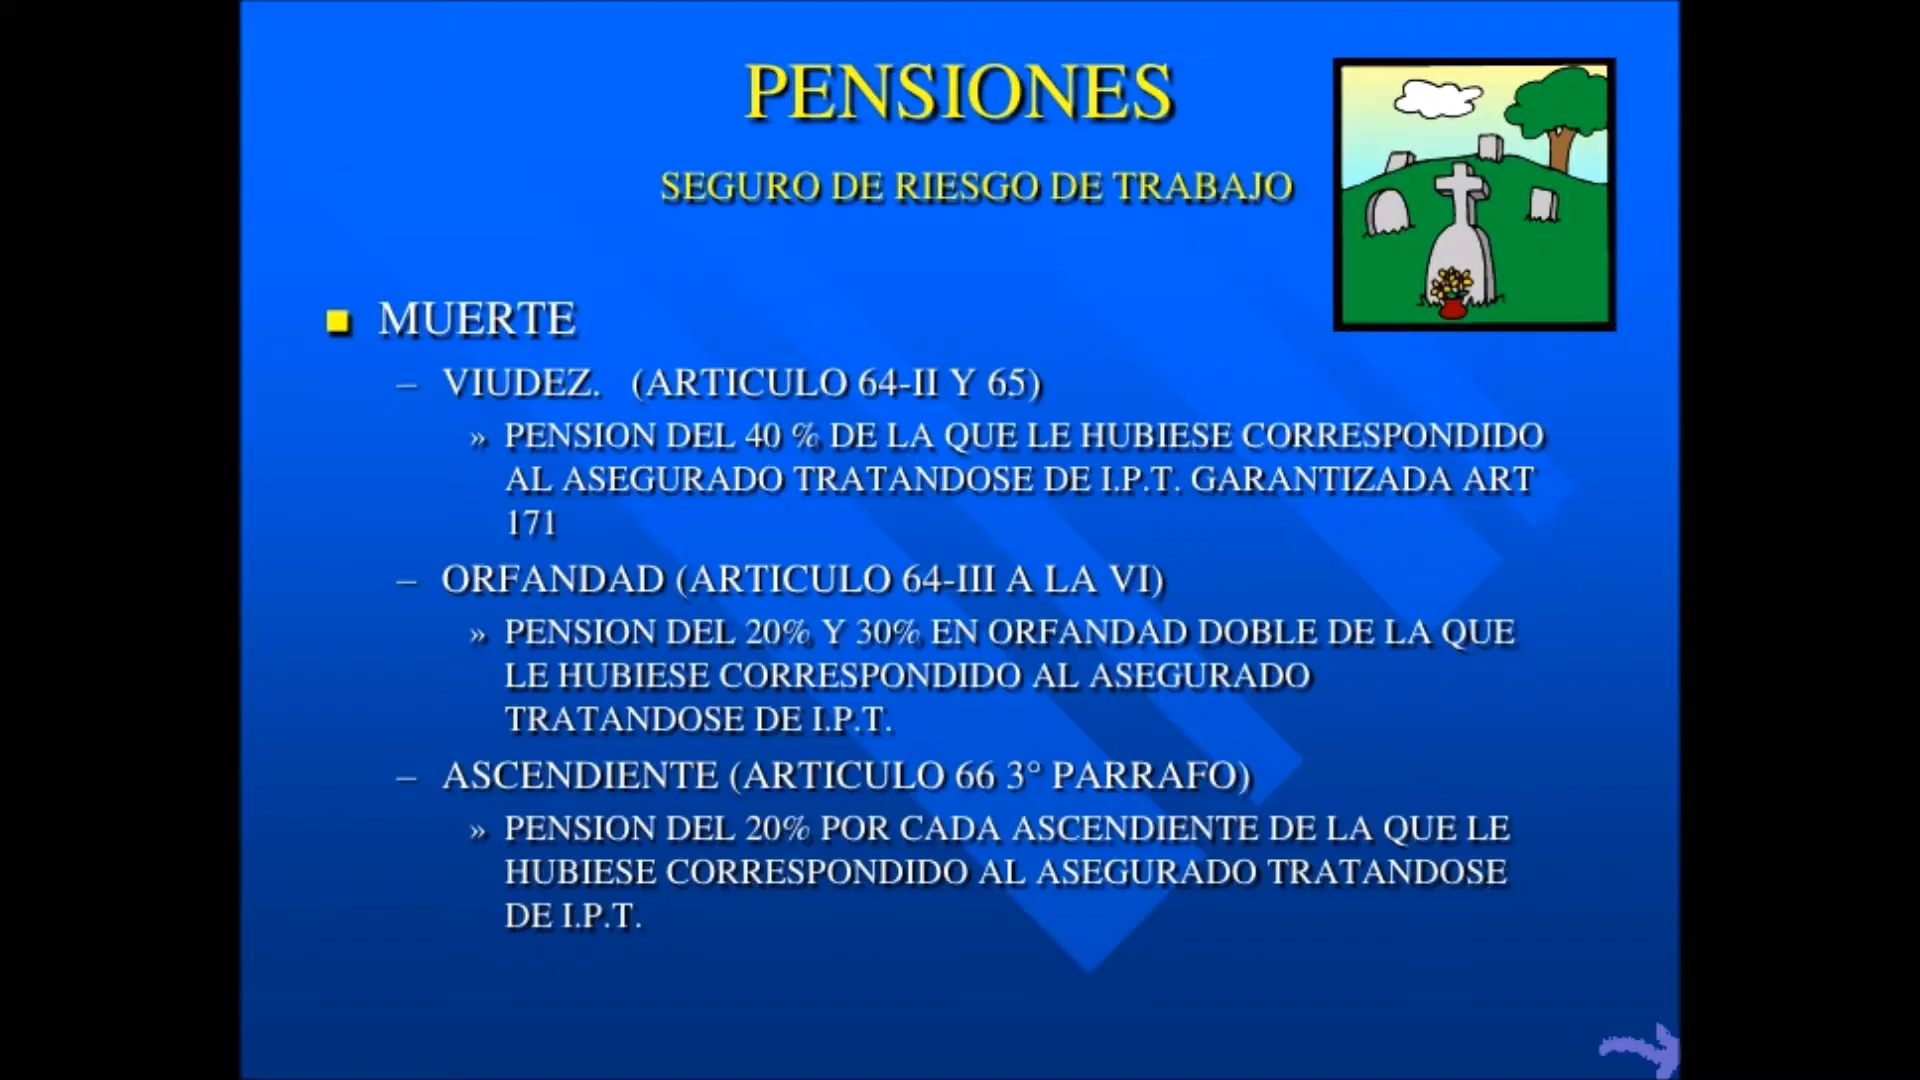 PENSIONES
SEGURO DE RIESGO DE TRABAJO
MUERTE
– VIUDEZ. (ARTICULO 64-II Y 65)
» PENSION DEL 40 % DE LA QUE LE HUBIESE CORRESPONDIDO
AL ASEGURADO TRATANDOSE DE I.P.T. GARANTIZADA ART
171
– ORFANDAD (ARTICULO 64-III A LA VI)
» PENSION DEL 20% Y 30% EN ORFANDAD DOBLE DE LA QUE
LE HUBIESE CORRESPONDIDO AL ASEGURADO
TRATANDOSE DE I.P.T.
– ASCENDIENTE (ARTICULO 66 3° PARRAFO)
» PENSION DEL 20% POR CADA ASCENDIENTE DE LA QUE LE
HUBIESE CORRESPONDIDO AL ASEGURADO TRATANDOSE
DE I.P.T.